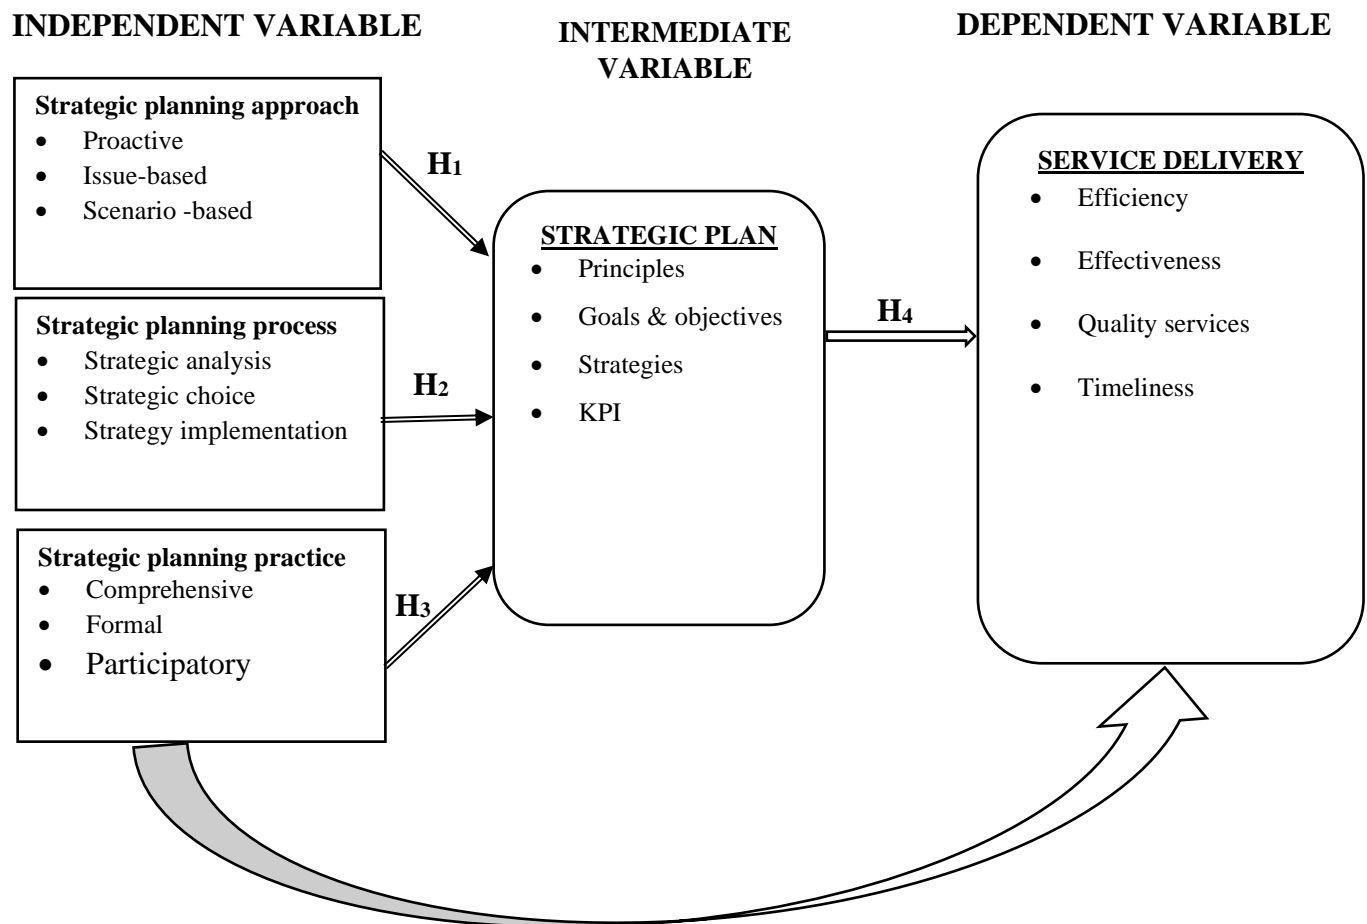 INDEPENDENT VARIABLE
INTERMEDIATE
VARIABLE
DEPENDENT VARIABLE
Strategic planning approach
• Proactive
• Issue-based
• Scenario -based
H1
Strategic planning process
• Strategic analysis
• Strategic choice
• Strategy implementation
H2
Strategic planning practice
• Comprehensive
• Formal
• Participatory
H3
STRATEGIC PLAN
• Principles
• Goals & objectives
• Strategies
• KPI
H4
SERVICE DELIVERY
• Efficiency
• Effectiveness
• Quality services
• Timeliness